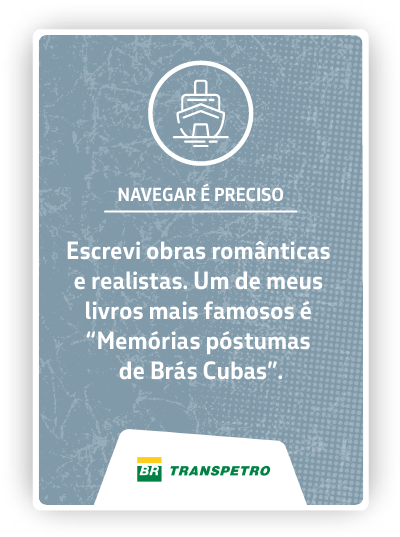 NAVEGAR É PRECISO
Escrevi obras românticas
e realistas. Um de meus
livros mais famosos é
“Memórias póstumas
de Brás Cubas”.
BR TRANSPETRO